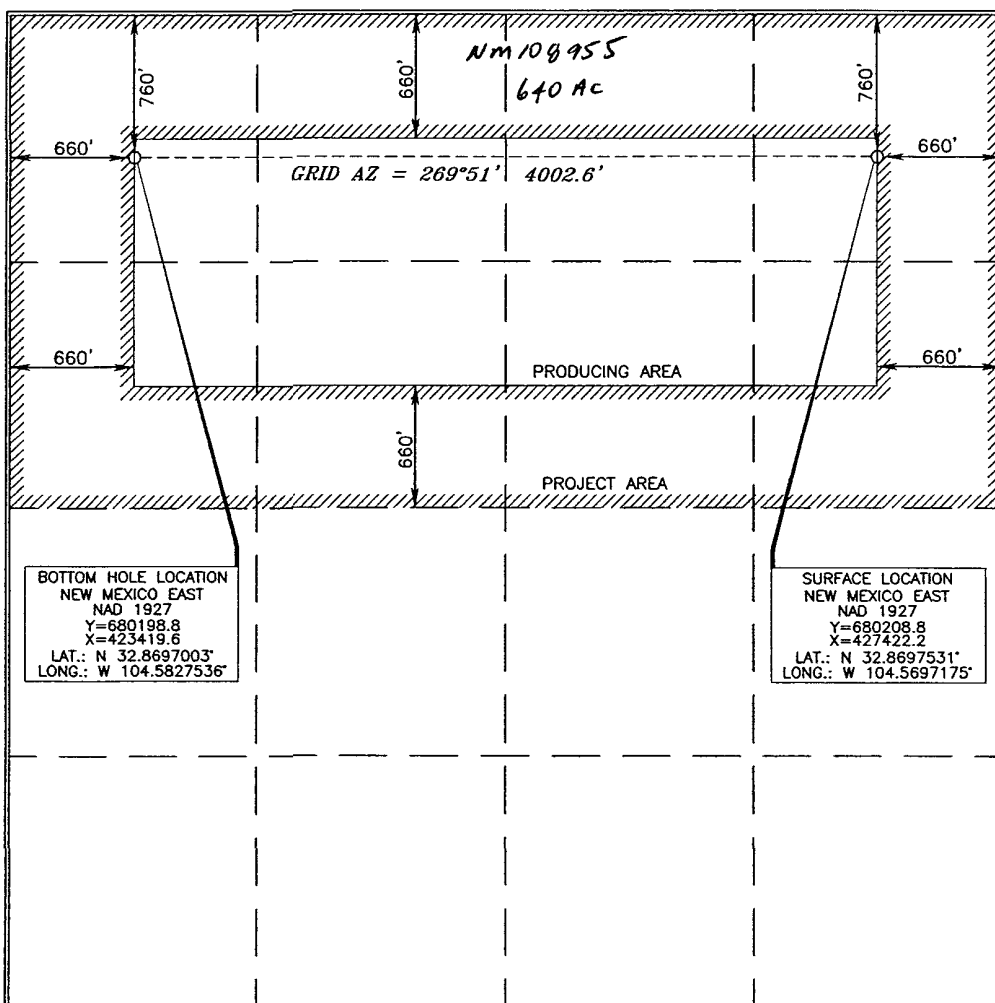 NM108955
640 Ac
760'
660'
760'
660'
660'
GRID AZ = 269°51' 4002.6'
660'
660'
PRODUCING AREA
660'
PROJECT AREA
BOTTOM HOLE LOCATION
NEW MEXICO EAST
NAD 1927
Y=680198.8
X=423419.6
LAT.: N 32.8697003°
LONG.: W 104.5827536°
SURFACE LOCATION
NEW MEXICO EAST
NAD 1927
Y=680208.8
X=427422.2
LAT.: N 32.8697531°
LONG.: W 104.5697175°